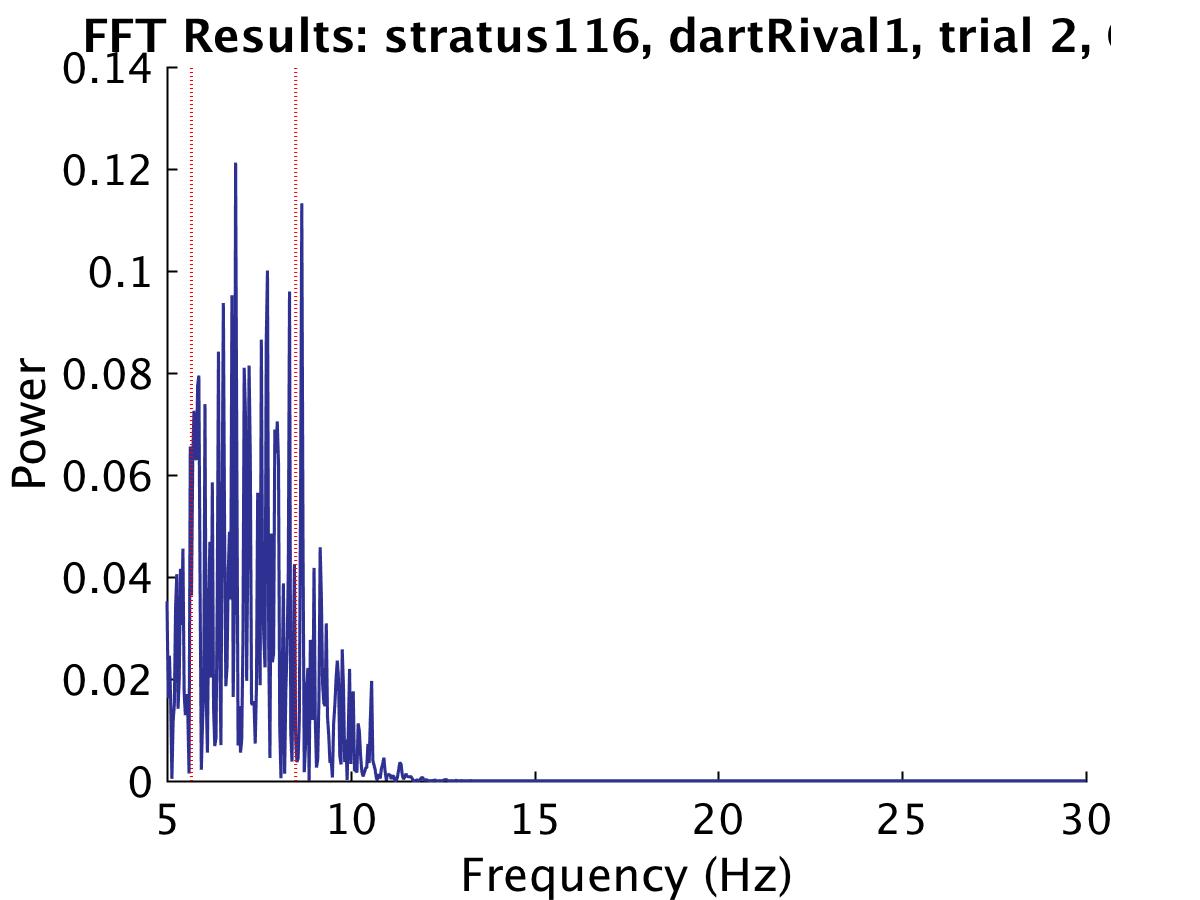 FFT Results: stratus116, dartRival1, trial 2,
0.14
0.12
0.1
0.08
0.06
0.04
0.02
0
Power
5 10 15 20 25 30
Frequency (Hz)